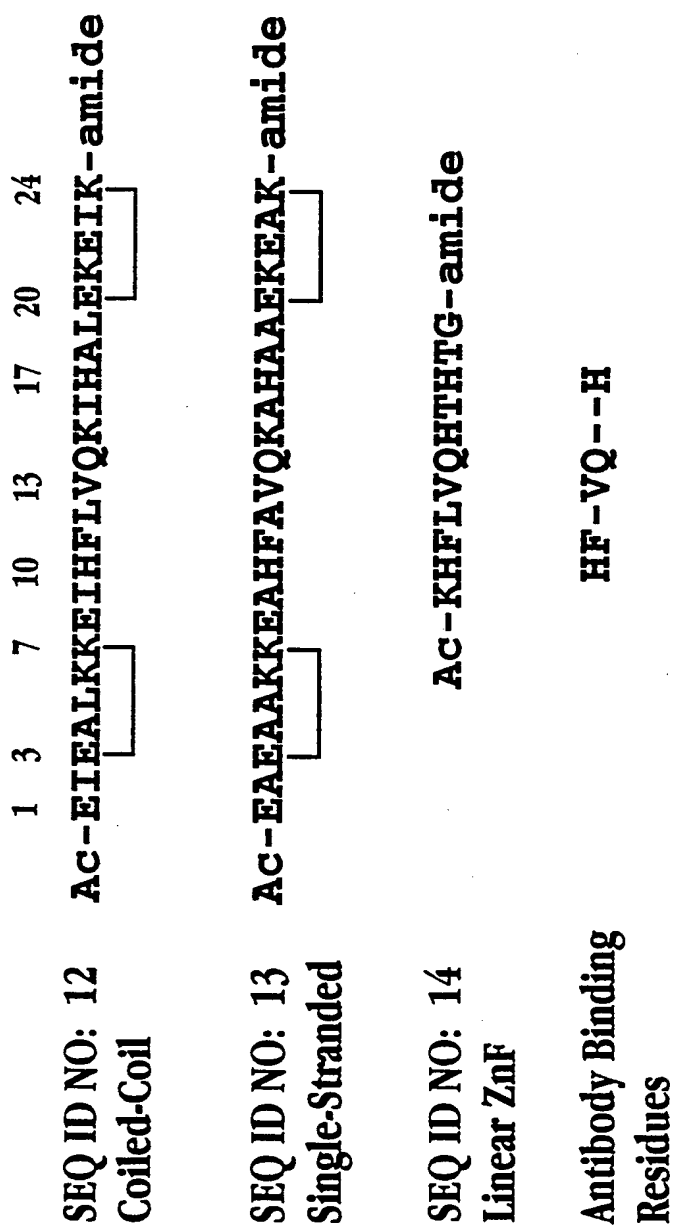 1 3 7 10 13 17 20 24
SEQ ID NO: 12 Ac-EIEALKKEIHFLVQKIHALEKEIK-amide
Coiled-Coil
SEQ ID NO: 13 Ac-EAEAAKKEAHFAVQKAHAAEKEAK-amide
Single-Stranded
SEQ ID NO: 14 Ac-KHFLVQHTHTG-amide
Linear ZnF
Antibody Binding HF-VQ--H
Residues